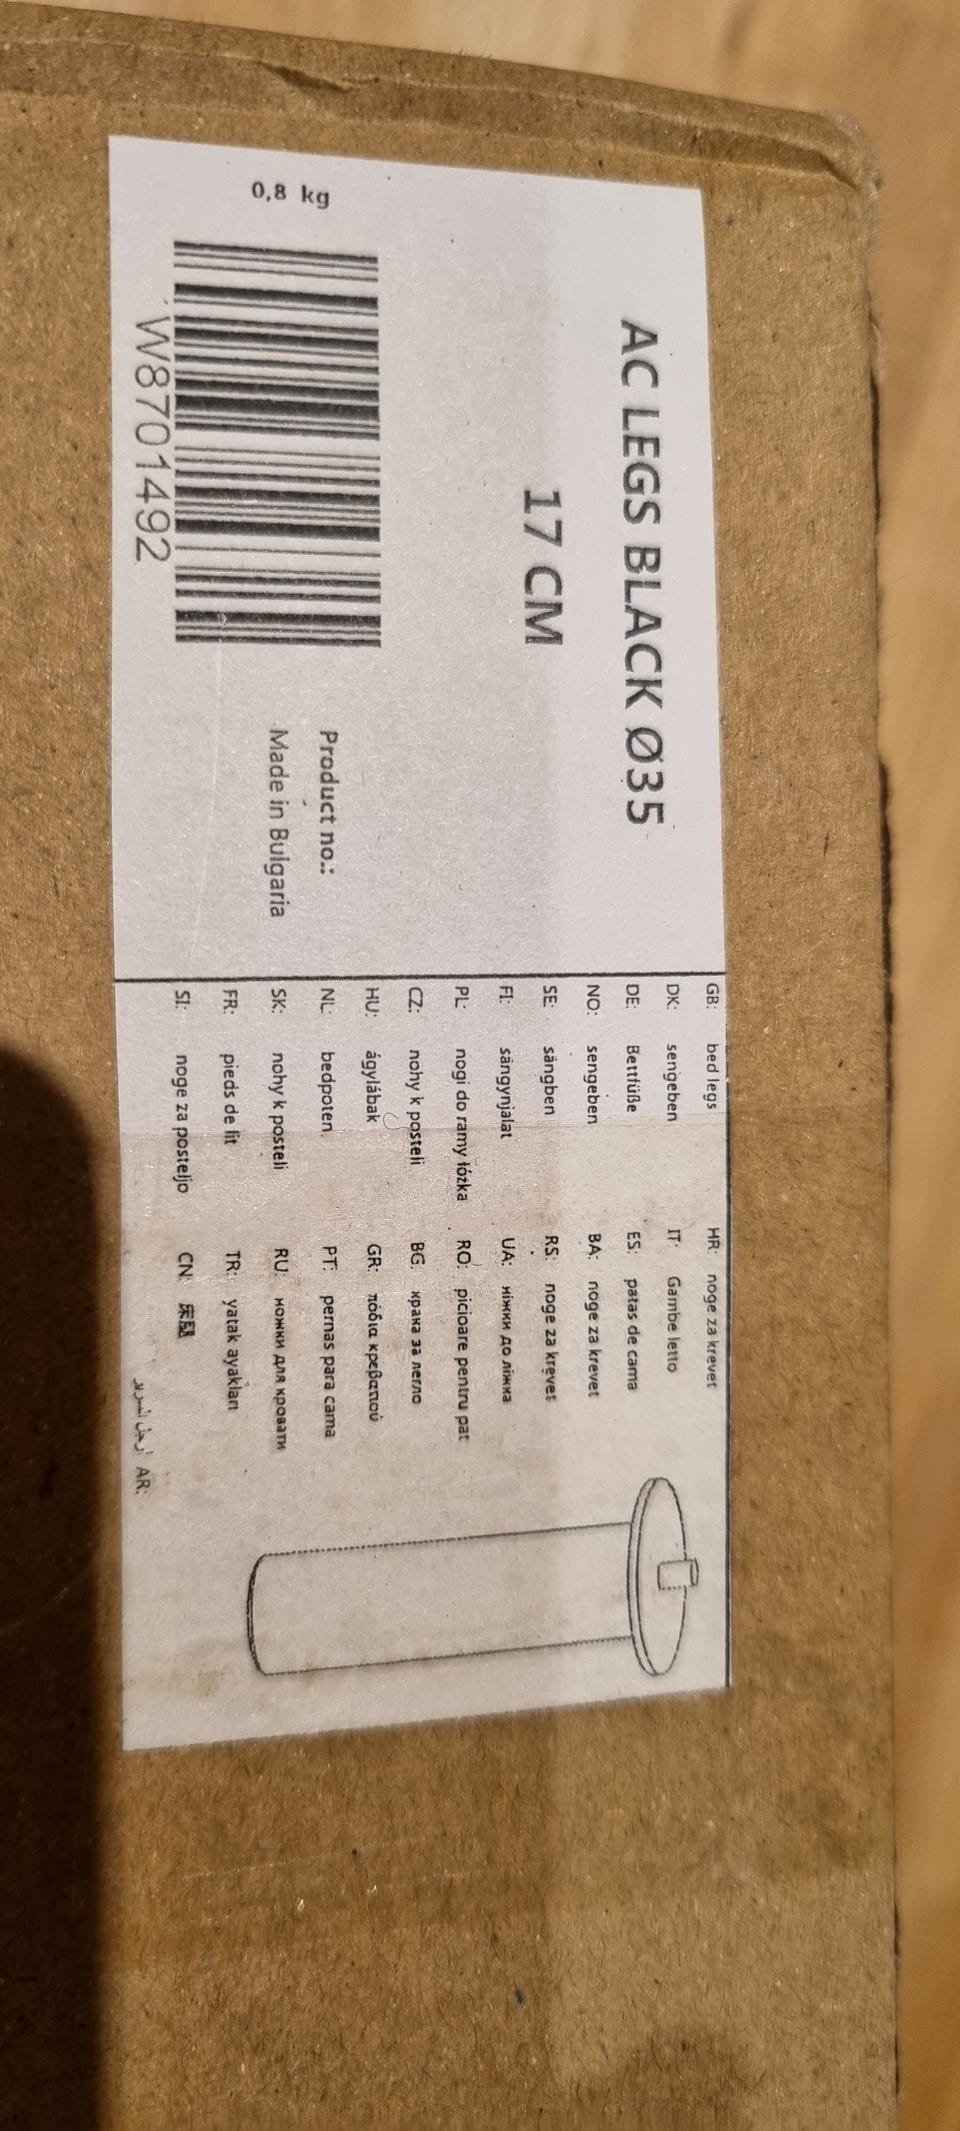 AC LEGS BLACK Ø35
17 CM
0,8 kg
W8701492
Product no.:
Made in Bulgaria
GB: bed legs
DK: sengeben
DE: Bettfüße
NO: sengeben
SE: sängben
FI: sängynjalat
PL: nogi do ramy łózka
CZ: nohy k posteli
HU: ágylábak
NL: bedpoten
SK: nohy k posteli
FR: pieds de lit
SI: noge za posteljo
HR: noge za krevet
IT: Gambe letto
ES: patas de cama
BA: noge za krevet
RS: noge za krevet
UA: ніжки до ліжка
RO: picioare pentru pat
BG: крака за легло
GR: πόδια κρεβατιού
PT: pernas para cama
RU: ножки для кровати
TR: yatak ayakları
CN: 床腿
AR: أرجل السرير